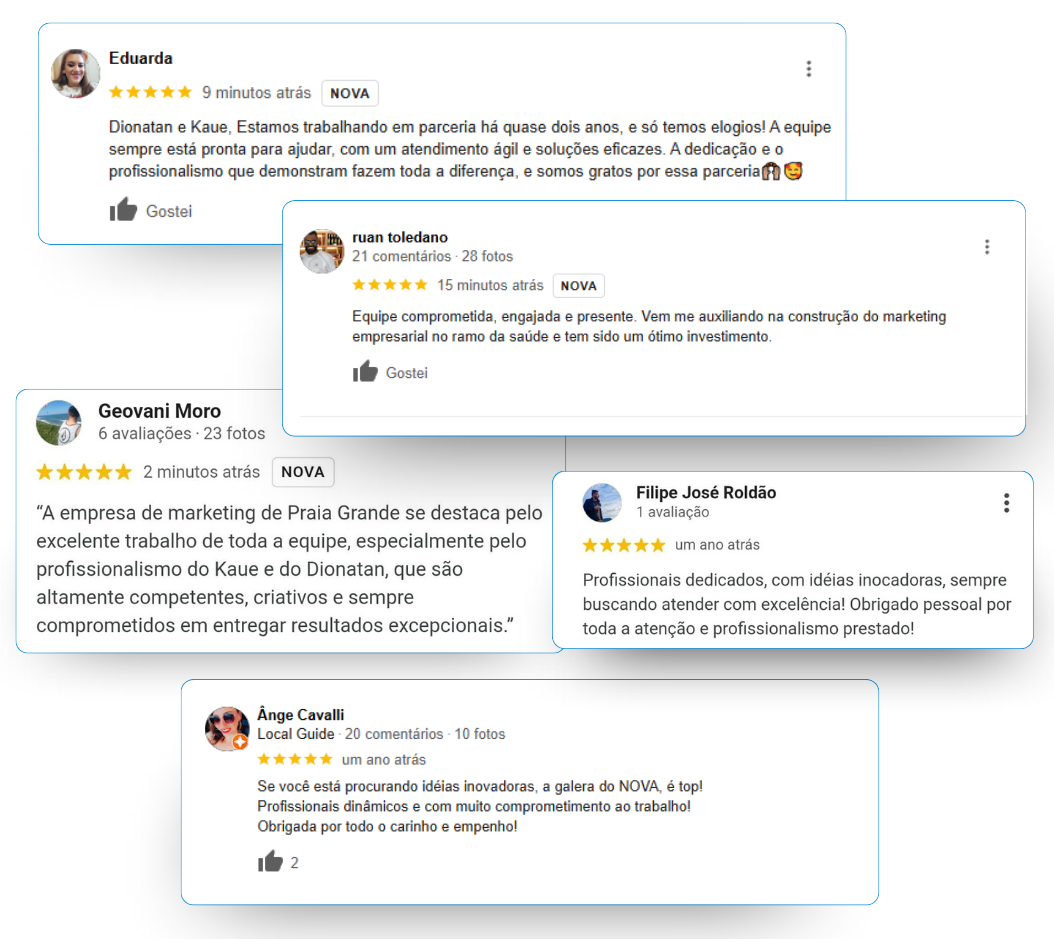 Eduarda
9 minutos atrás NOVA
Dionatan e Kaue, Estamos trabalhando em parceria há quase dois anos, e só temos elogios! A equipe
sempre está pronta para ajudar, com um atendimento ágil e soluções eficazes. A dedicação e o
profissionalismo que demonstram fazem toda a diferença, e somos gratos por essa parceria🫶🏼🥰
Gostei
ruan toledano
21 comentários · 28 fotos
15 minutos atrás NOVA
Equipe comprometida, engajada e presente. Vem me auxiliando na construção do marketing
empresarial no ramo da saúde e tem sido um ótimo investimento.
Gostei
Geovani Moro
6 avaliações · 23 fotos
2 minutos atrás NOVA
“A empresa de marketing de Praia Grande se destaca pelo
excelente trabalho de toda a equipe, especialmente pelo
profissionalismo do Kaue e do Dionatan, que são
altamente competentes, criativos e sempre
comprometidos em entregar resultados excepcionais.”
Filipe José Roldão
1 avaliação
um ano atrás
Profissionais dedicados, com idéias inocadoras, sempre
buscando atender com excelência! Obrigado pessoal por
toda a atenção e profissionalismo prestado!
Ânge Cavalli
Local Guide · 20 comentários · 10 fotos
um ano atrás
Se você está procurando idéias inovadoras, a galera do NOVA, é top!
Profissionais dinâmicos e com muito comprometimento ao trabalho!
Obrigada por todo o carinho e empenho!
2